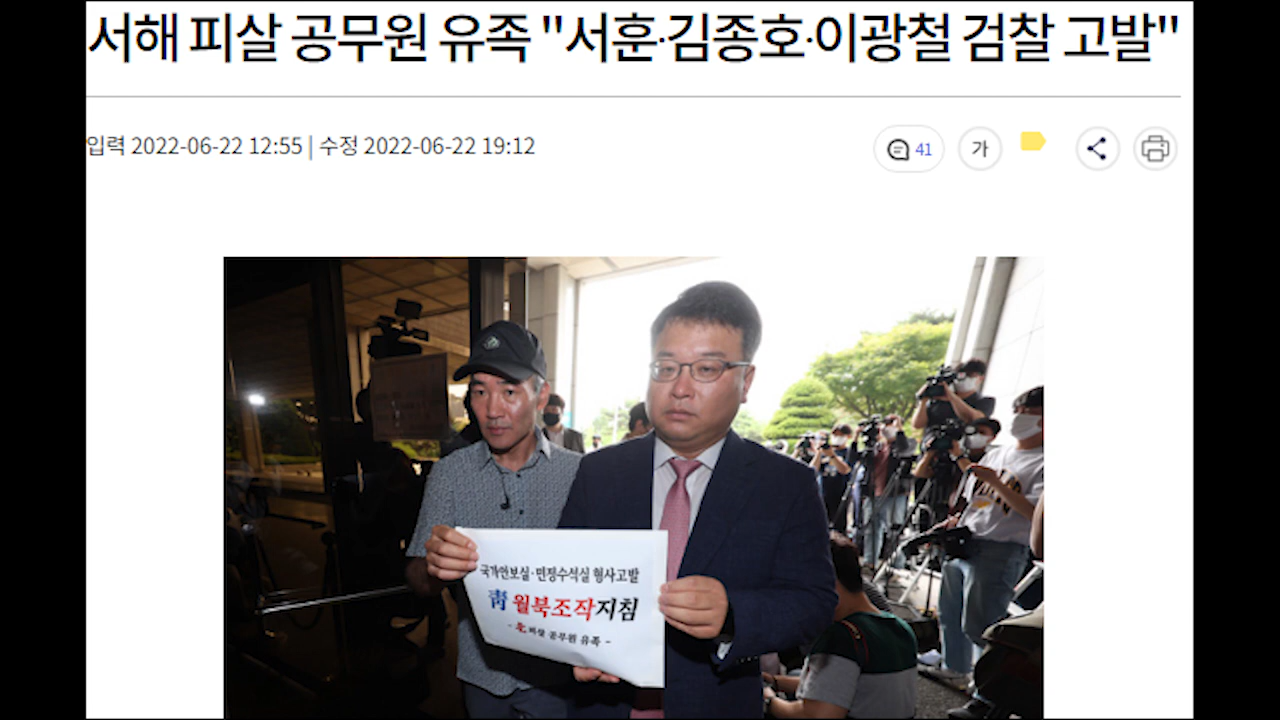 서해 피살 공무원 유족 "서훈·김종호·이광철 검찰 고발"
입력 2022-06-22 12:55 | 수정 2022-06-22 19:12
41
가
국가안보실·민정수석실 형사고발
靑 월북조작지침
- 北피살 공무원 유족 -